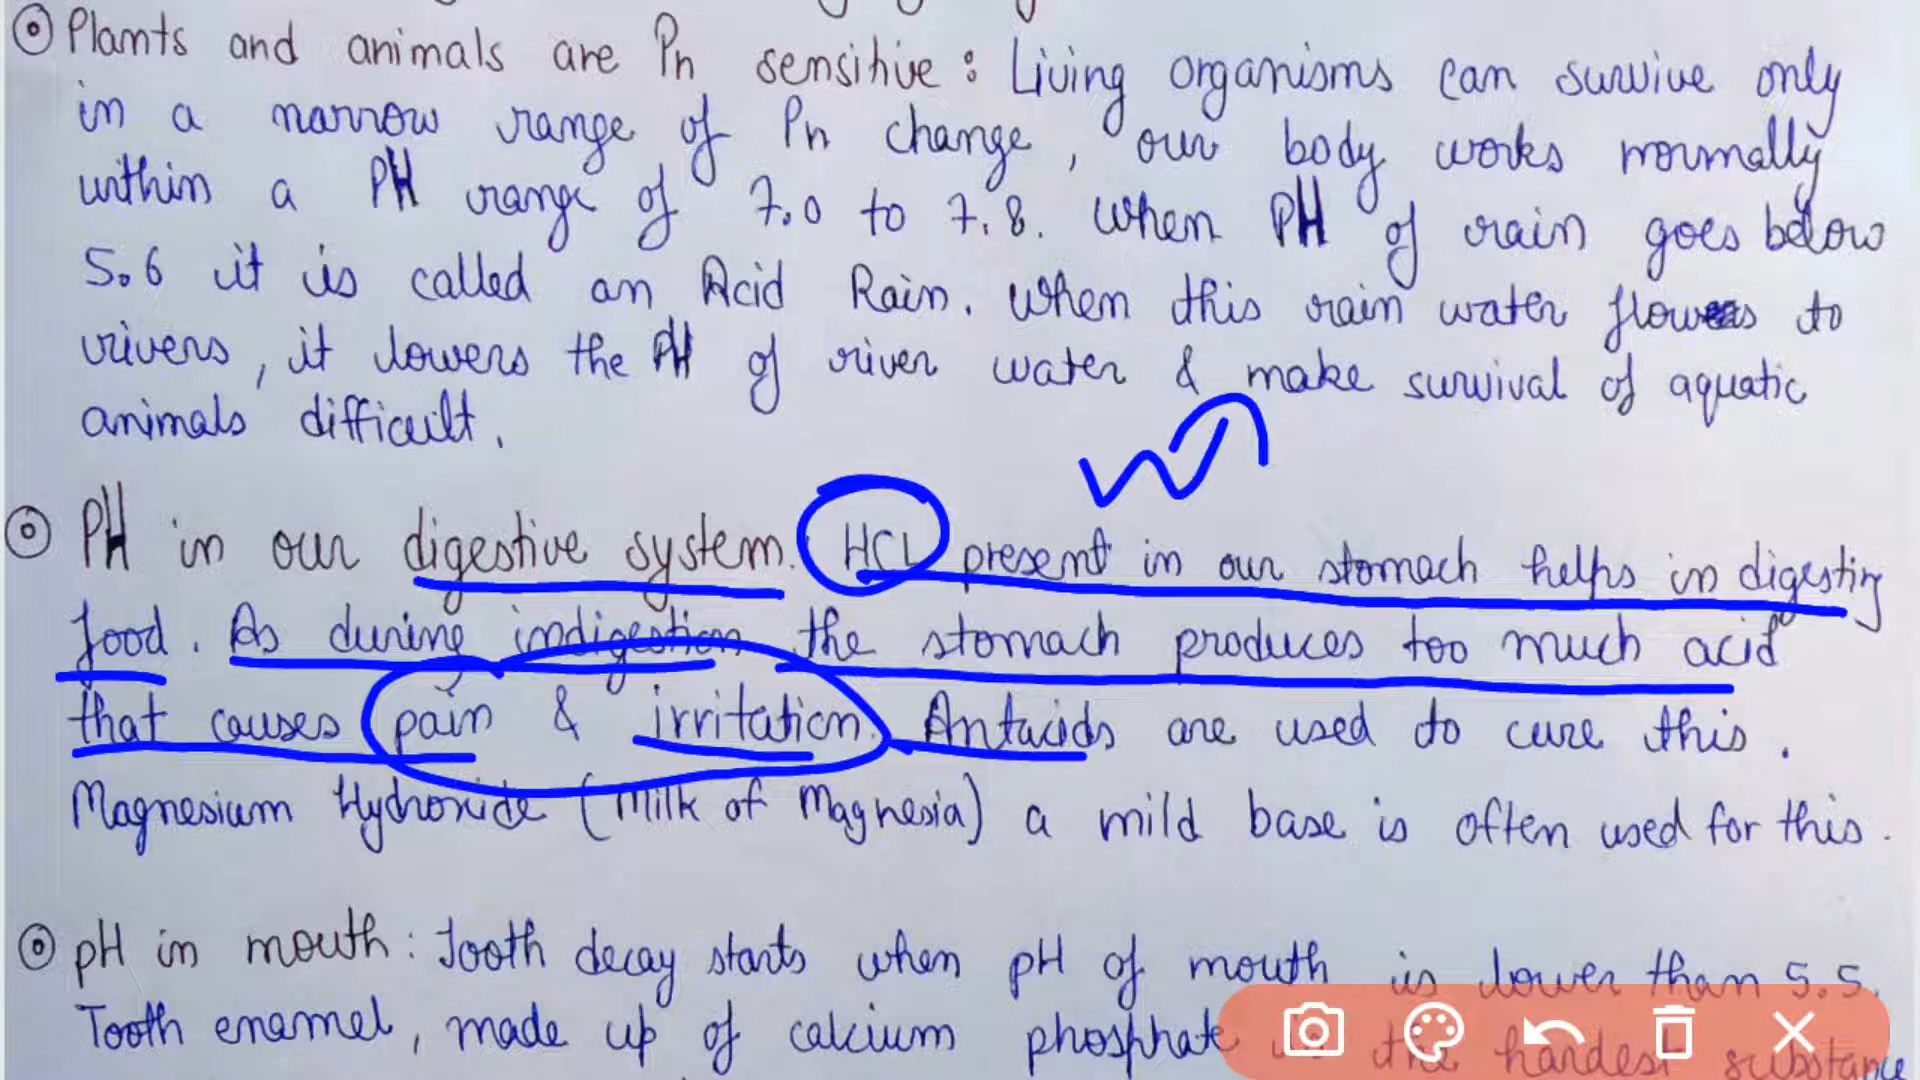 Plants and animals are PH sensitive : Living organisms can survive only
in a narrow range of PH change, our body works normally
within a PH range of 7.0 to 7.8. When PH of rain goes below
5.6 it is called an Acid Rain. When this rain water flows to
rivers, it lowers the PH of river water & make survival of aquatic
animals difficult.
PH in our digestive system: HCL present in our stomach helps in digesting
food. As during indigestion the stomach produces too much acid
that causes pain & irritation. Antacids are used to cure this.
Magnesium Hydroxide (Milk of Magnesia) a mild base is often used for this.
pH in mouth: Tooth decay starts when pH of mouth is lower than 5.5.
Tooth enamel, made up of calcium phosphate is the hardest substance